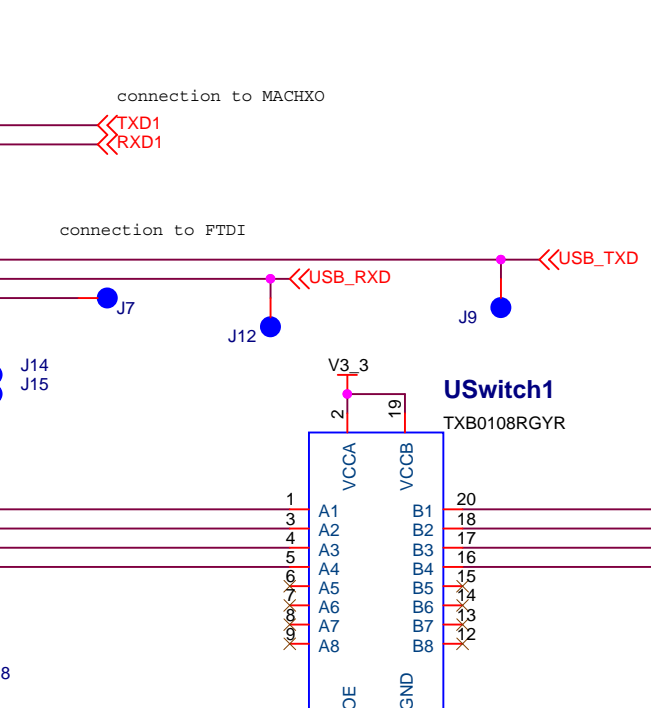 connection to MACHXO
TXD1
RXD1
connection to FTDI
USB_TXD
USB_RXD
J7
J9
J12
J14
J15
V3_3
USwitch1
TXB0108RGYR
2
19
VCCA
VCCB
1 A1 B1 20
3 A2 B2 18
4 A3 B3 17
5 A4 B4 16
6 A5 B5 15
7 A6 B6 14
8 A7 B7 13
9 A8 B8 12
8
OE
GND